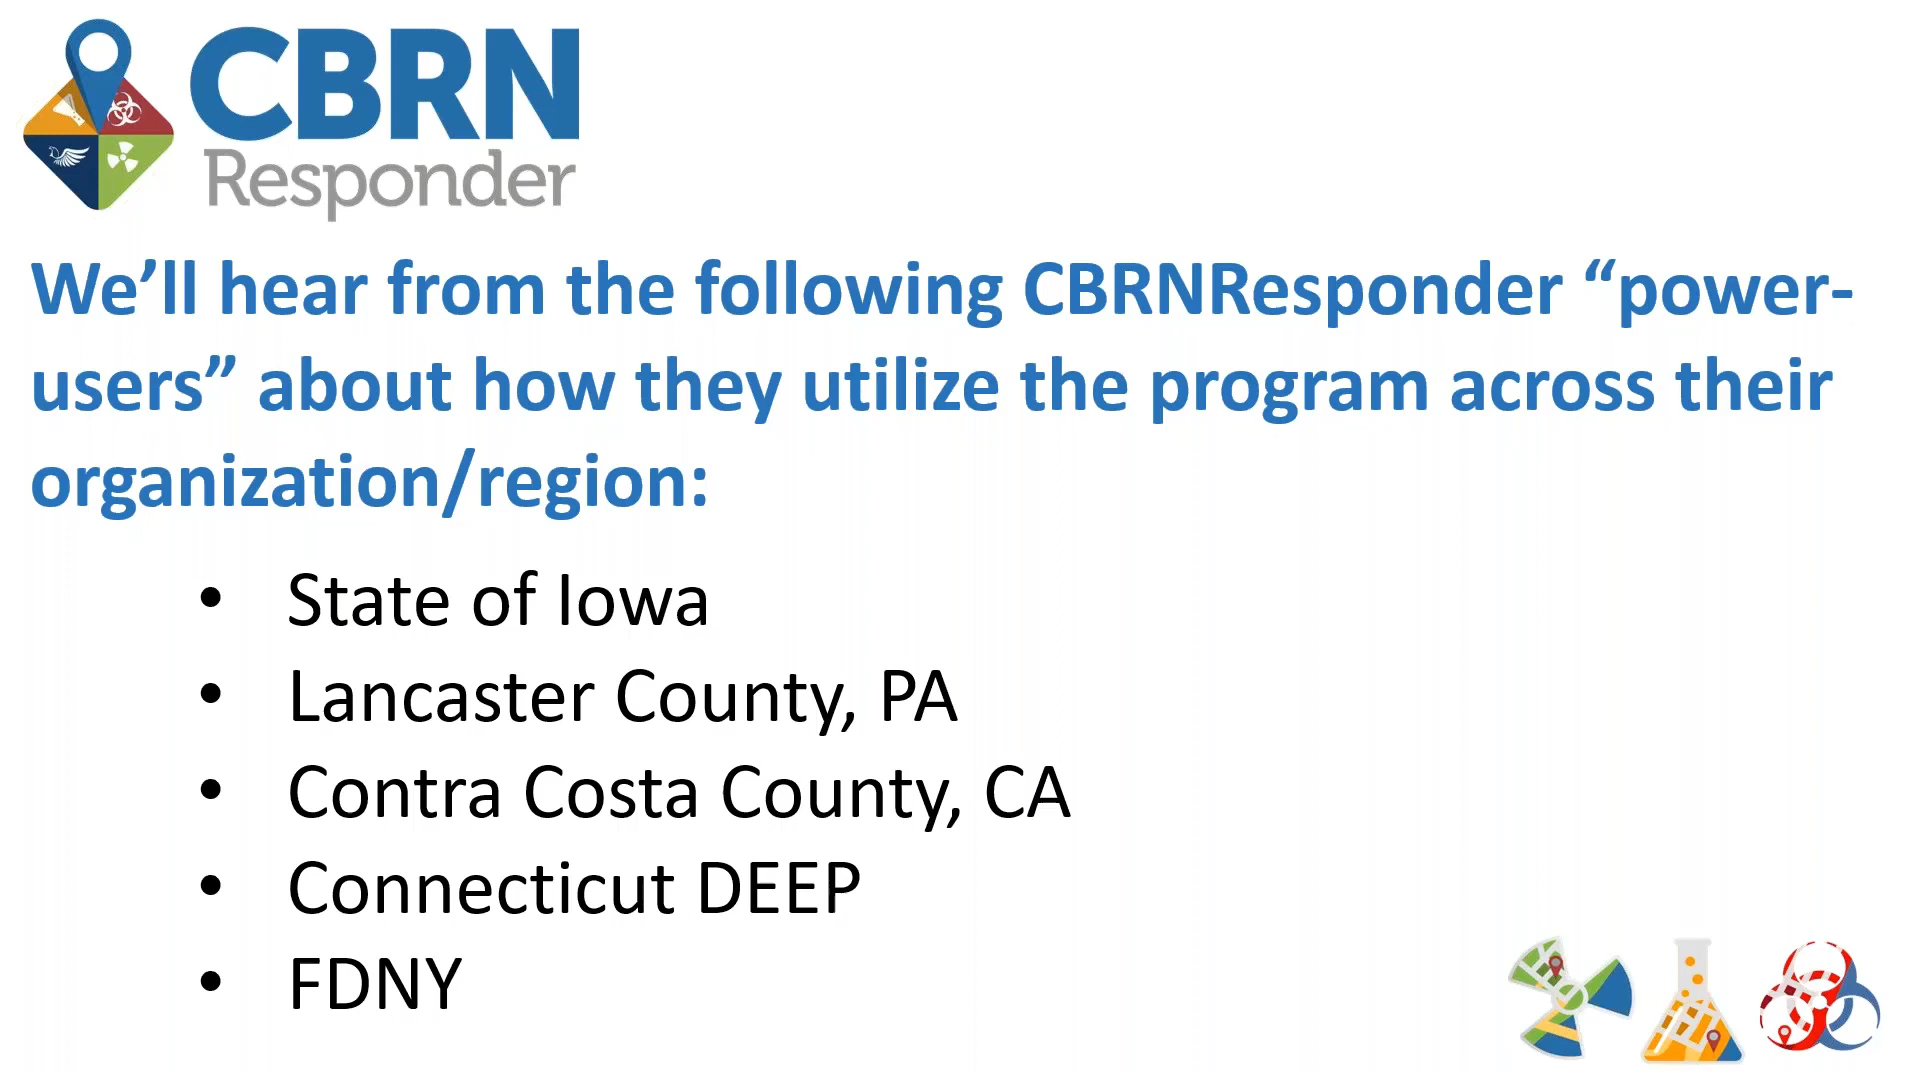 CBRN
Responder
We’ll hear from the following CBRNResponder “power-
users” about how they utilize the program across their
organization/region:
• State of Iowa
• Lancaster County, PA
• Contra Costa County, CA
• Connecticut DEEP
• FDNY